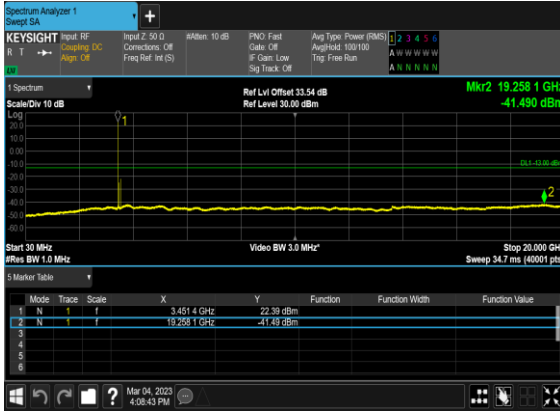 Spectrum Analyzer 1
Swept SA
+
KEYSIGHT Input: RF Input Z: 50 Ω #Atten: 10 dB PNO: Fast Avg Type: Power (RMS) 1 2 3 4 5 6
R T Coupling: DC Corrections: Off Gate: Off Avg|Hold: 100/100 A W W W W W
Align: Off Freq Ref: Int (S) IF Gain: Low Trig: Free Run
Sig Track: Off A N N N N N
1 Spectrum
Scale/Div 10 dB
Ref Lvl Offset 33.54 dB
Ref Level 30.00 dBm
Mkr2 19.258 1 GHz
-41.490 dBm
Log
20.0
10.0
0.00
-10.0
-20.0
-30.0
-40.0
-50.0
-60.0
1
DL1 -13.00 dBm
2
Start 30 MHz Video BW 3.0 MHz* Stop 20.000 GH
#Res BW 1.0 MHz Sweep 34.7 ms (40001 pts
5 Marker Table
Mode Trace Scale X Y Function Function Width Function Value
1 N 1 f 3.451 4 GHz 22.39 dBm
2 N 1 f 19.258 1 GHz -41.49 dBm
3
4
5
6
? Mar 04, 2023
4:08:43 PM